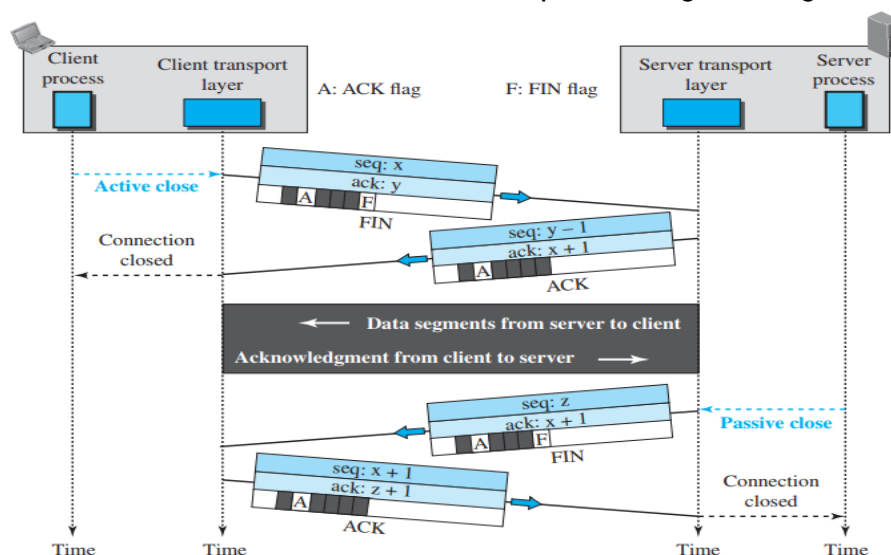 Client process
Client transport layer
A: ACK flag
F: FIN flag
Server transport layer
Server process
Active close
seq: x
ack: y
A F
FIN
seq: y – 1
ack: x + 1
A
ACK
Connection closed
Data segments from server to client
Acknowledgment from client to server
seq: z
ack: x + 1
A F
FIN
Passive close
seq: x + 1
ack: z + 1
A
ACK
Connection closed
Time
Time
Time
Time